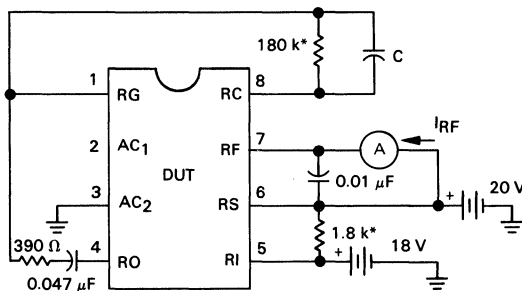 180 k*
C
1 RG RC 8
2 AC1 RF 7
A
IRF
DUT
0.01 μF
3 AC2 RS 6
+
20 V
390 Ω
1.8 k*
4 RO RI 5
+
18 V
0.047 μF